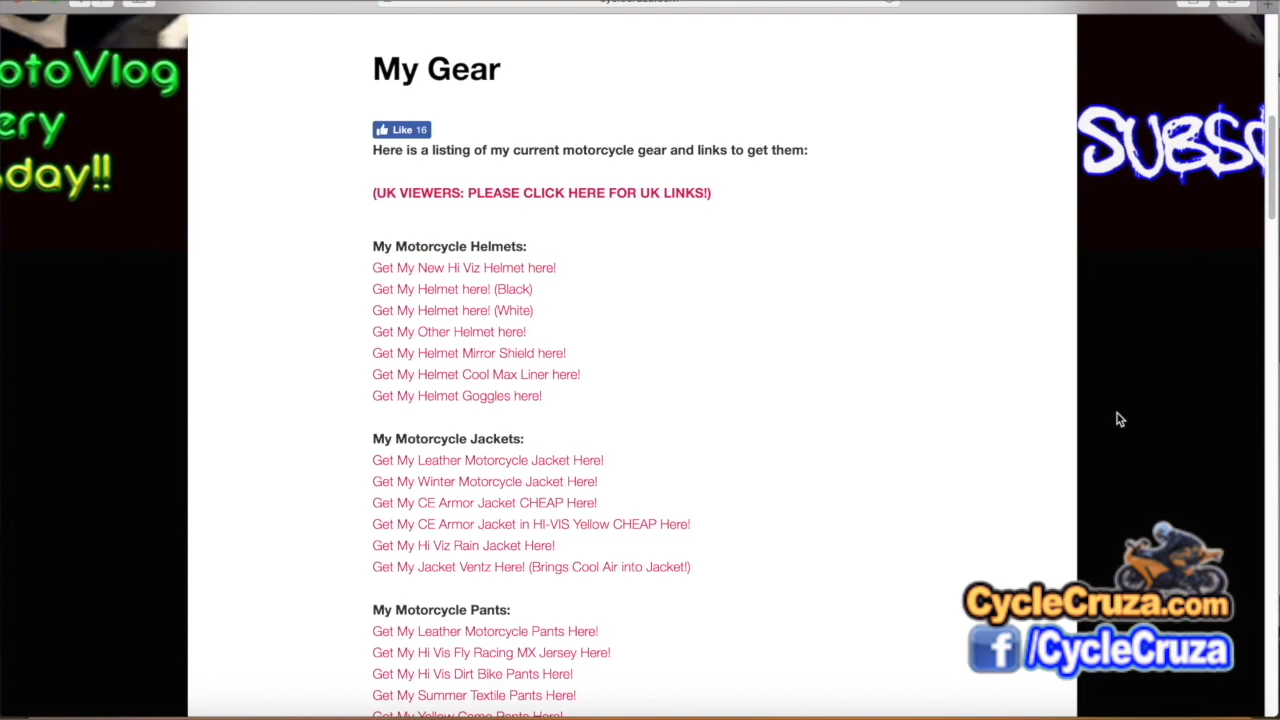 My Gear
Like 16
Here is a listing of my current motorcycle gear and links to get them:
(UK VIEWERS: PLEASE CLICK HERE FOR UK LINKS!)
My Motorcycle Helmets:
Get My New Hi Viz Helmet here!
Get My Helmet here! (Black)
Get My Helmet here! (White)
Get My Other Helmet here!
Get My Helmet Mirror Shield here!
Get My Helmet Cool Max Liner here!
Get My Helmet Goggles here!
My Motorcycle Jackets:
Get My Leather Motorcycle Jacket Here!
Get My Winter Motorcycle Jacket Here!
Get My CE Armor Jacket CHEAP Here!
Get My CE Armor Jacket in HI-VIS Yellow CHEAP Here!
Get My Hi Viz Rain Jacket Here!
Get My Jacket Ventz Here! (Brings Cool Air into Jacket!)
My Motorcycle Pants:
Get My Leather Motorcycle Pants Here!
Get My Hi Vis Fly Racing MX Jersey Here!
Get My Hi Vis Dirt Bike Pants Here!
Get My Summer Textile Pants Here!
Get My Yellow Camo Pants Here!
otoVlog
ery
sday!!
SUBSC
CycleCruza.com
f /CycleCruza